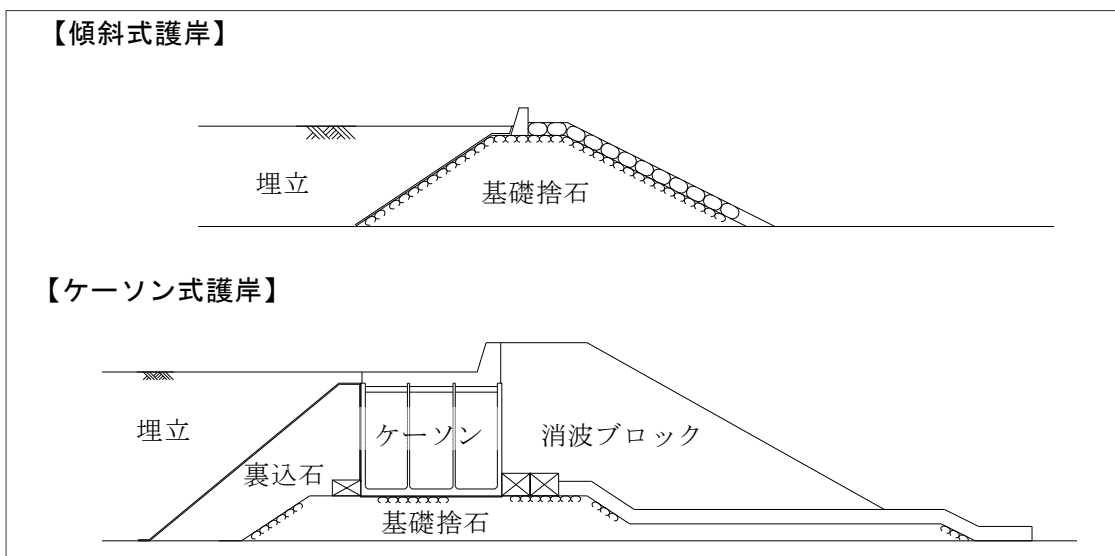 【傾斜式護岸】
埋立
基礎捨石
【ケーソン式護岸】
埋立
裏込石
ケーソン
消波ブロック
基礎捨石